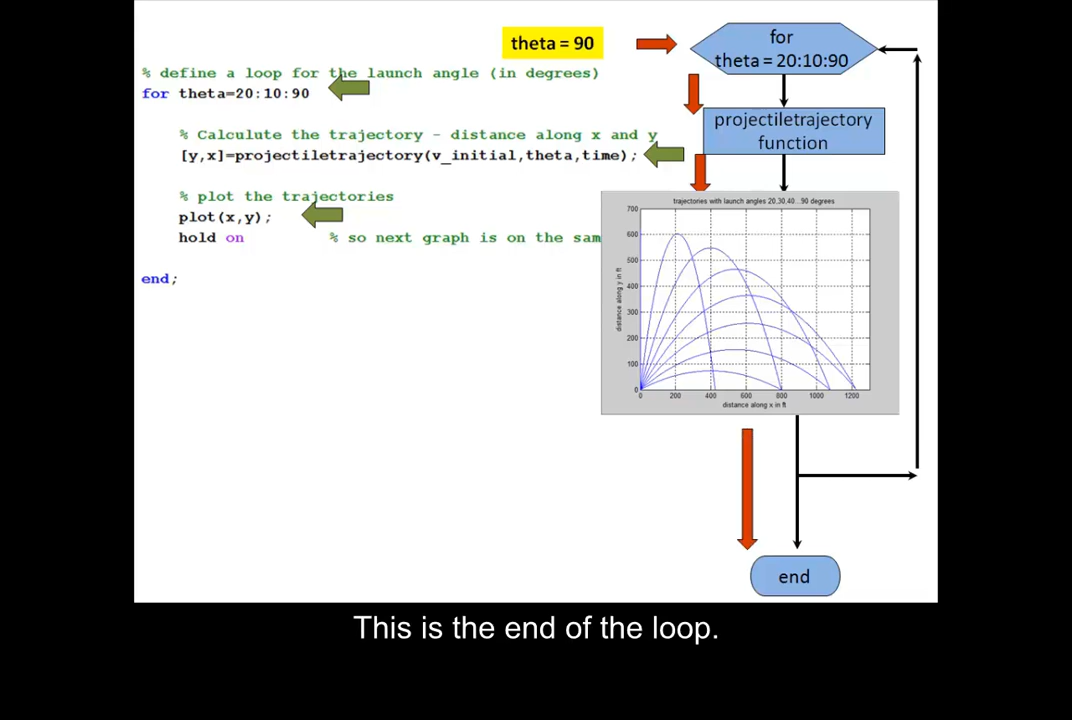 theta = 90
for
theta = 20:10:90
% define a loop for the launch angle (in degrees)
for theta=20:10:90
projectiletrajectory
function
% Calculute the trajectory - distance along x and y
[y,x]=projectiletrajectory(v_initial,theta,time);
% plot the trajectories
plot(x,y);
hold on % so next graph is on the sam
end;
trajectories with launch angles 20,30,40...90 degrees
distance along y in ft
700
600
500
400
300
200
100
0
0 200 400 600 800 1000 1200
distance along x in ft
end
This is the end of the loop.